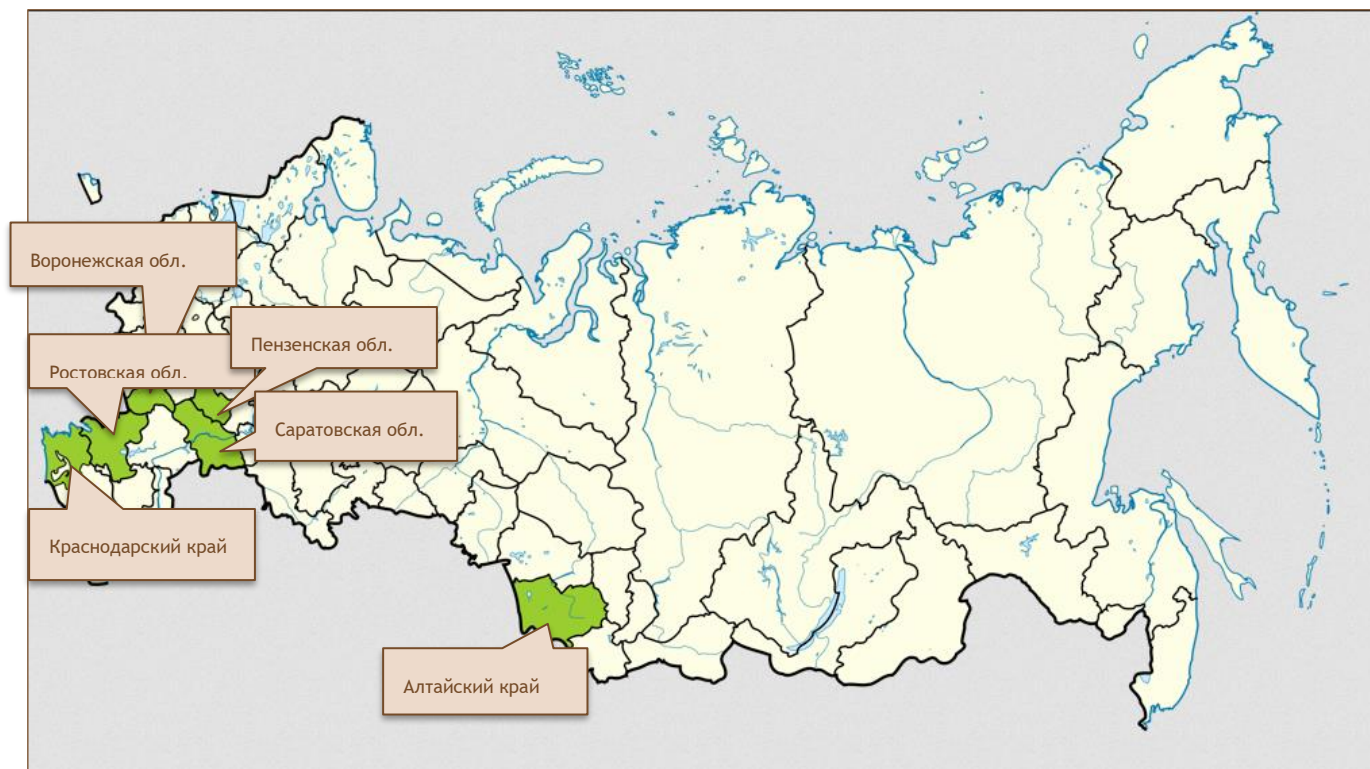 Воронежская обл.
Пензенская обл.
Ростовская обл.
Саратовская обл.
Краснодарский край
Алтайский край